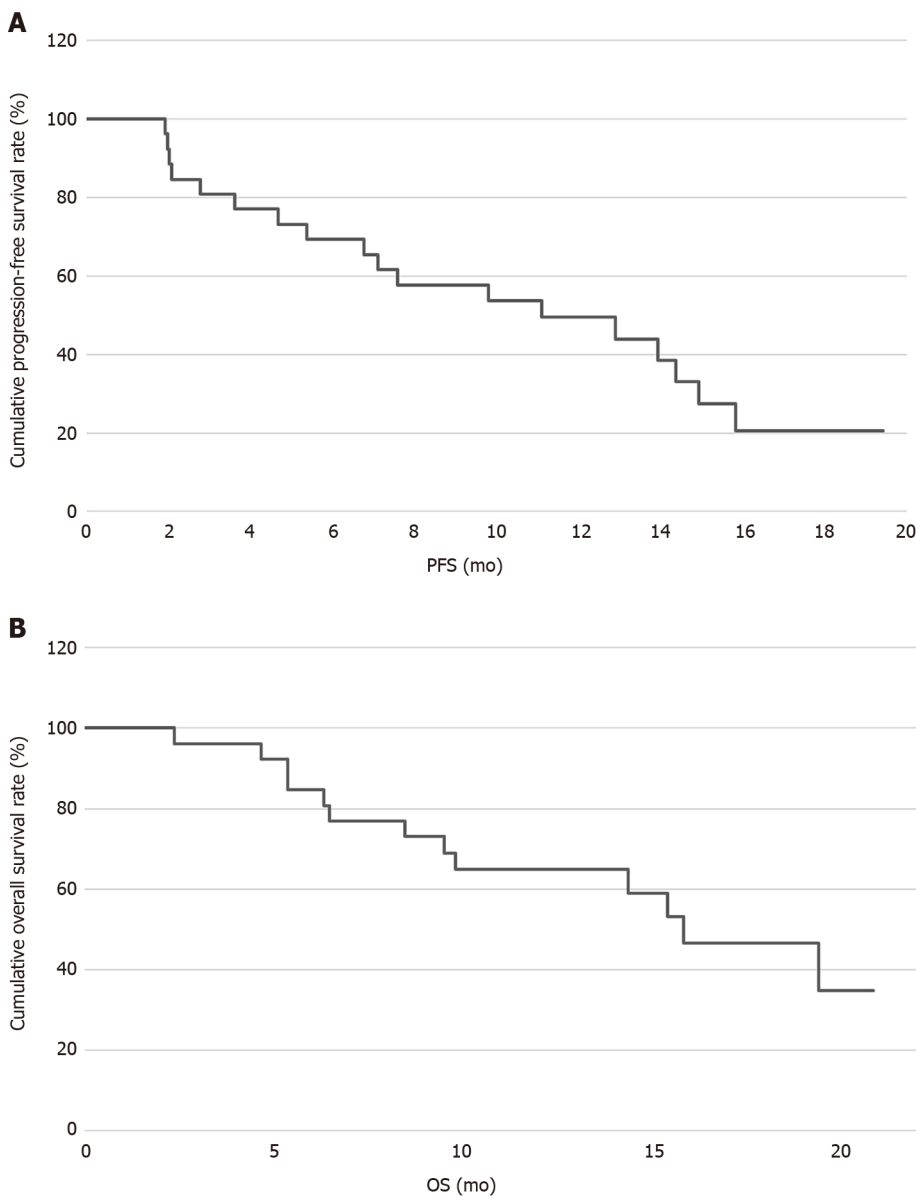 A
120
100
80
60
40
20
0
Cumulative progression-free survival rate (%)
0 2 4 6 8 10 12 14 16 18 20
PFS (mo)
B
120
100
80
60
40
20
0
Cumulative overall survival rate (%)
0 5 10 15 20
OS (mo)